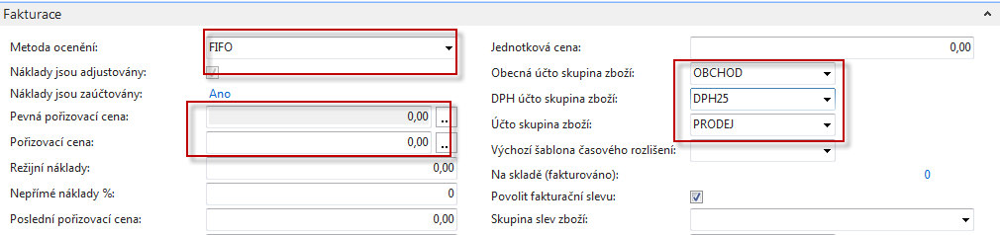 Fakturace
Metoda ocenění: FIFO
Náklady jsou adjustovány:
Náklady jsou zaúčtovány: Ano
Pevná pořizovací cena: 0,00 ...
Pořizovací cena: 0,00 ...
Režijní náklady: 0,00
Nepřímé náklady %: 0
Poslední pořizovací cena: 0,00
Jednotková cena: 0,00
Obecná účto skupina zboží: OBCHOD
DPH účto skupina zboží: DPH25
Účto skupina zboží: PRODEJ
Výchozí šablona časového rozlišení:
Na skladě (fakturováno): 0
Povolit fakturační slevu:
Skupina slev zboží: